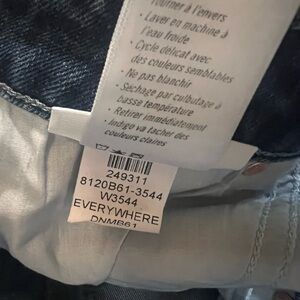 Tourner à l'envers
· Laver en machine à
l'eau froide
· Cycle délicat avec
des couleurs semblables
· Ne pas blanchir
· Séchage par culbutage à
basse température
· Retirer immédiatement
· Indigo va tacher des
couleurs claires
249311
8120B61-3544
W3544
EVERYWHERE
DNMB61